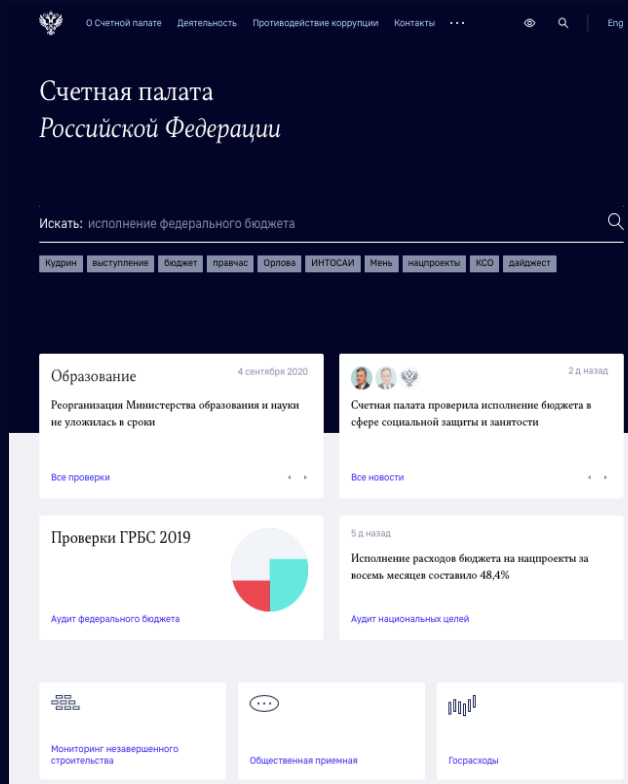 О Счетной палате Деятельность Противодействие коррупции Контакты ··· Eng
Счетная палата
Российской Федерации
Искать: исполнение федерального бюджета
Кудрин выступление бюджет правчас Орлова ИНТОСАИ Мень нацпроекты КСО дайджест
Образование 4 сентября 2020
Реорганизация Министерства образования и науки
не уложилась в сроки
Все проверки
2 д назад
Счетная палата проверила исполнение бюджета в
сфере социальной защиты и занятости
Все новости
Проверки ГРБС 2019
Аудит федерального бюджета
5 д назад
Исполнение расходов бюджета на нацпроекты за
восемь месяцев составило 48,4%
Аудит национальных целей
Мониторинг незавершенного
строительства
Общественная приемная
Госрасходы